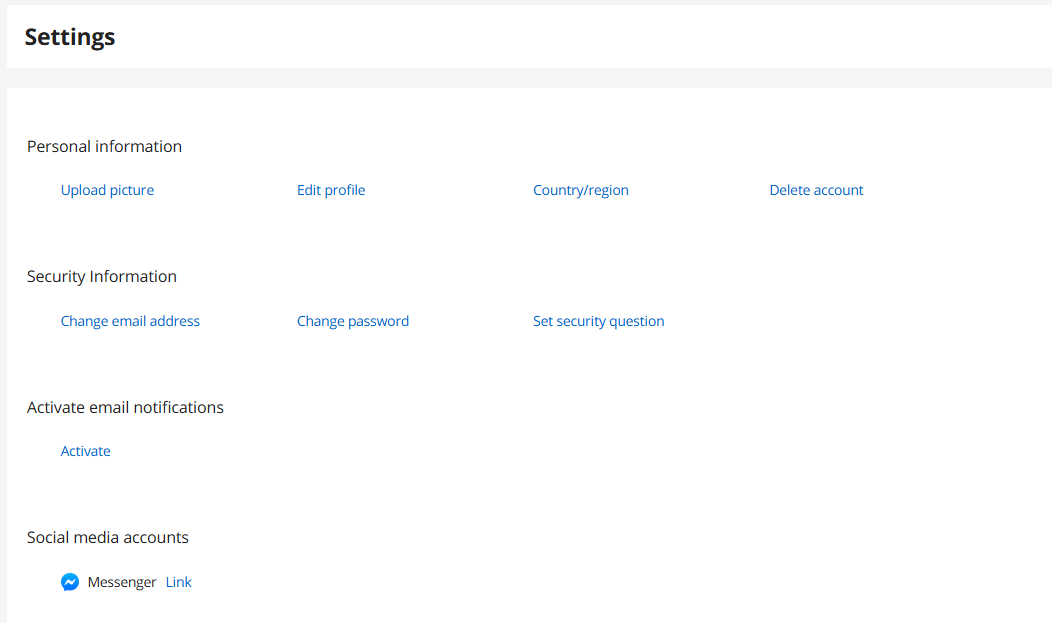 Settings
Personal information
Upload picture Edit profile Country/region Delete account
Security Information
Change email address Change password Set security question
Activate email notifications
Activate
Social media accounts
Messenger Link